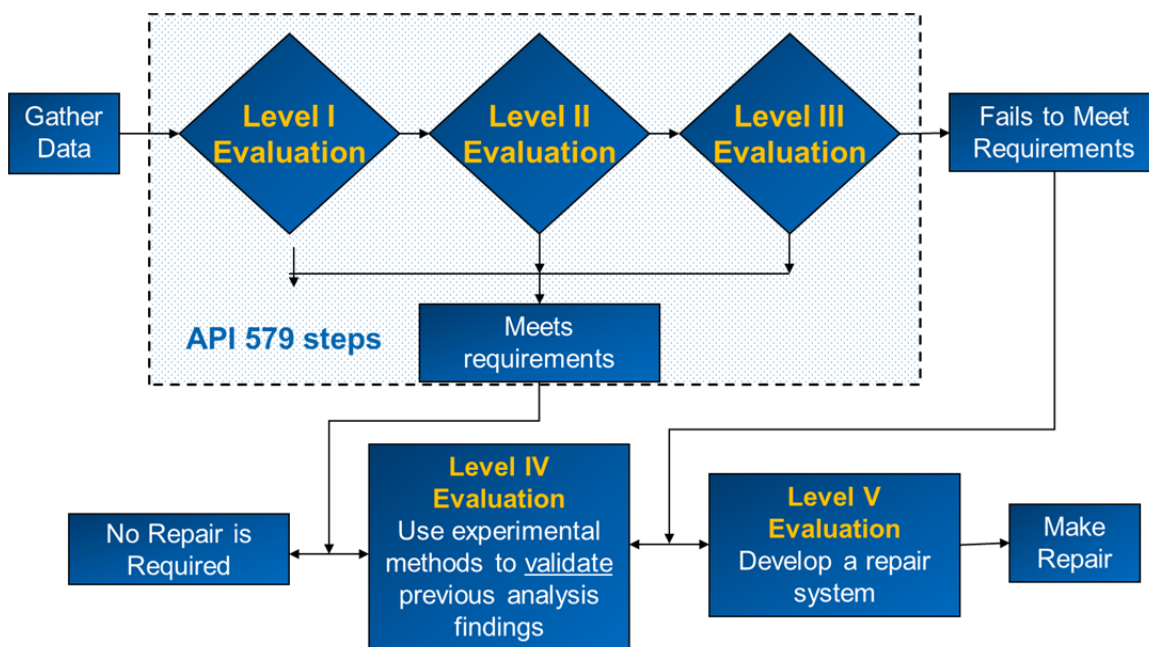 Gather
Data
Level I
Evaluation
Level II
Evaluation
Level III
Evaluation
Fails to Meet
Requirements
API 579 steps
Meets
requirements
No Repair is
Required
Level IV
Evaluation
Use experimental
methods to validate
previous analysis
findings
Level V
Evaluation
Develop a repair
system
Make
Repair